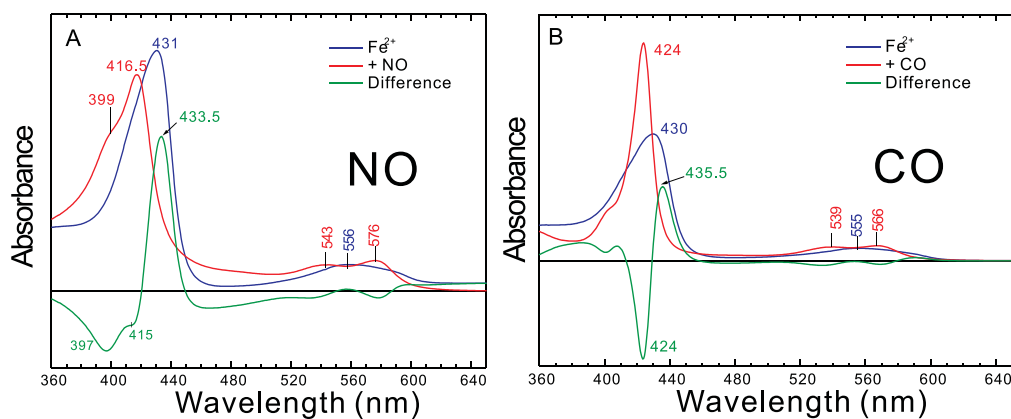 A
431
Fe²⁺
+ NO
Difference
416.5
399
433.5
NO
543
556
576
397
415
Absorbance
360 400 440 480 520 560 600 640
Wavelength (nm)
B
424
Fe²⁺
+ CO
Difference
430
435.5
CO
539
555
566
424
Absorbance
360 400 440 480 520 560 600 640
Wavelength (nm)